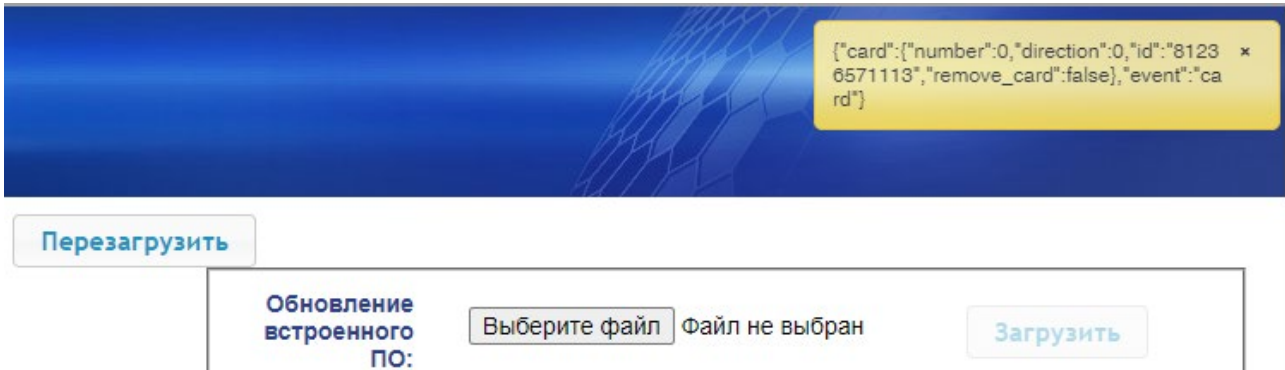 {"card":{"number":0,"direction":0,"id":"8123 ×
6571113","remove_card":false},"event":"ca
rd"}
Перезагрузить
Обновление
встроенного
ПО:
Выберите файл Файл не выбран
Загрузить